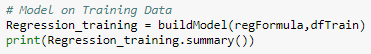 # Model on Training Data
Regression_training = buildModel(regFormula,dfTrain)
print(Regression_training.summary())